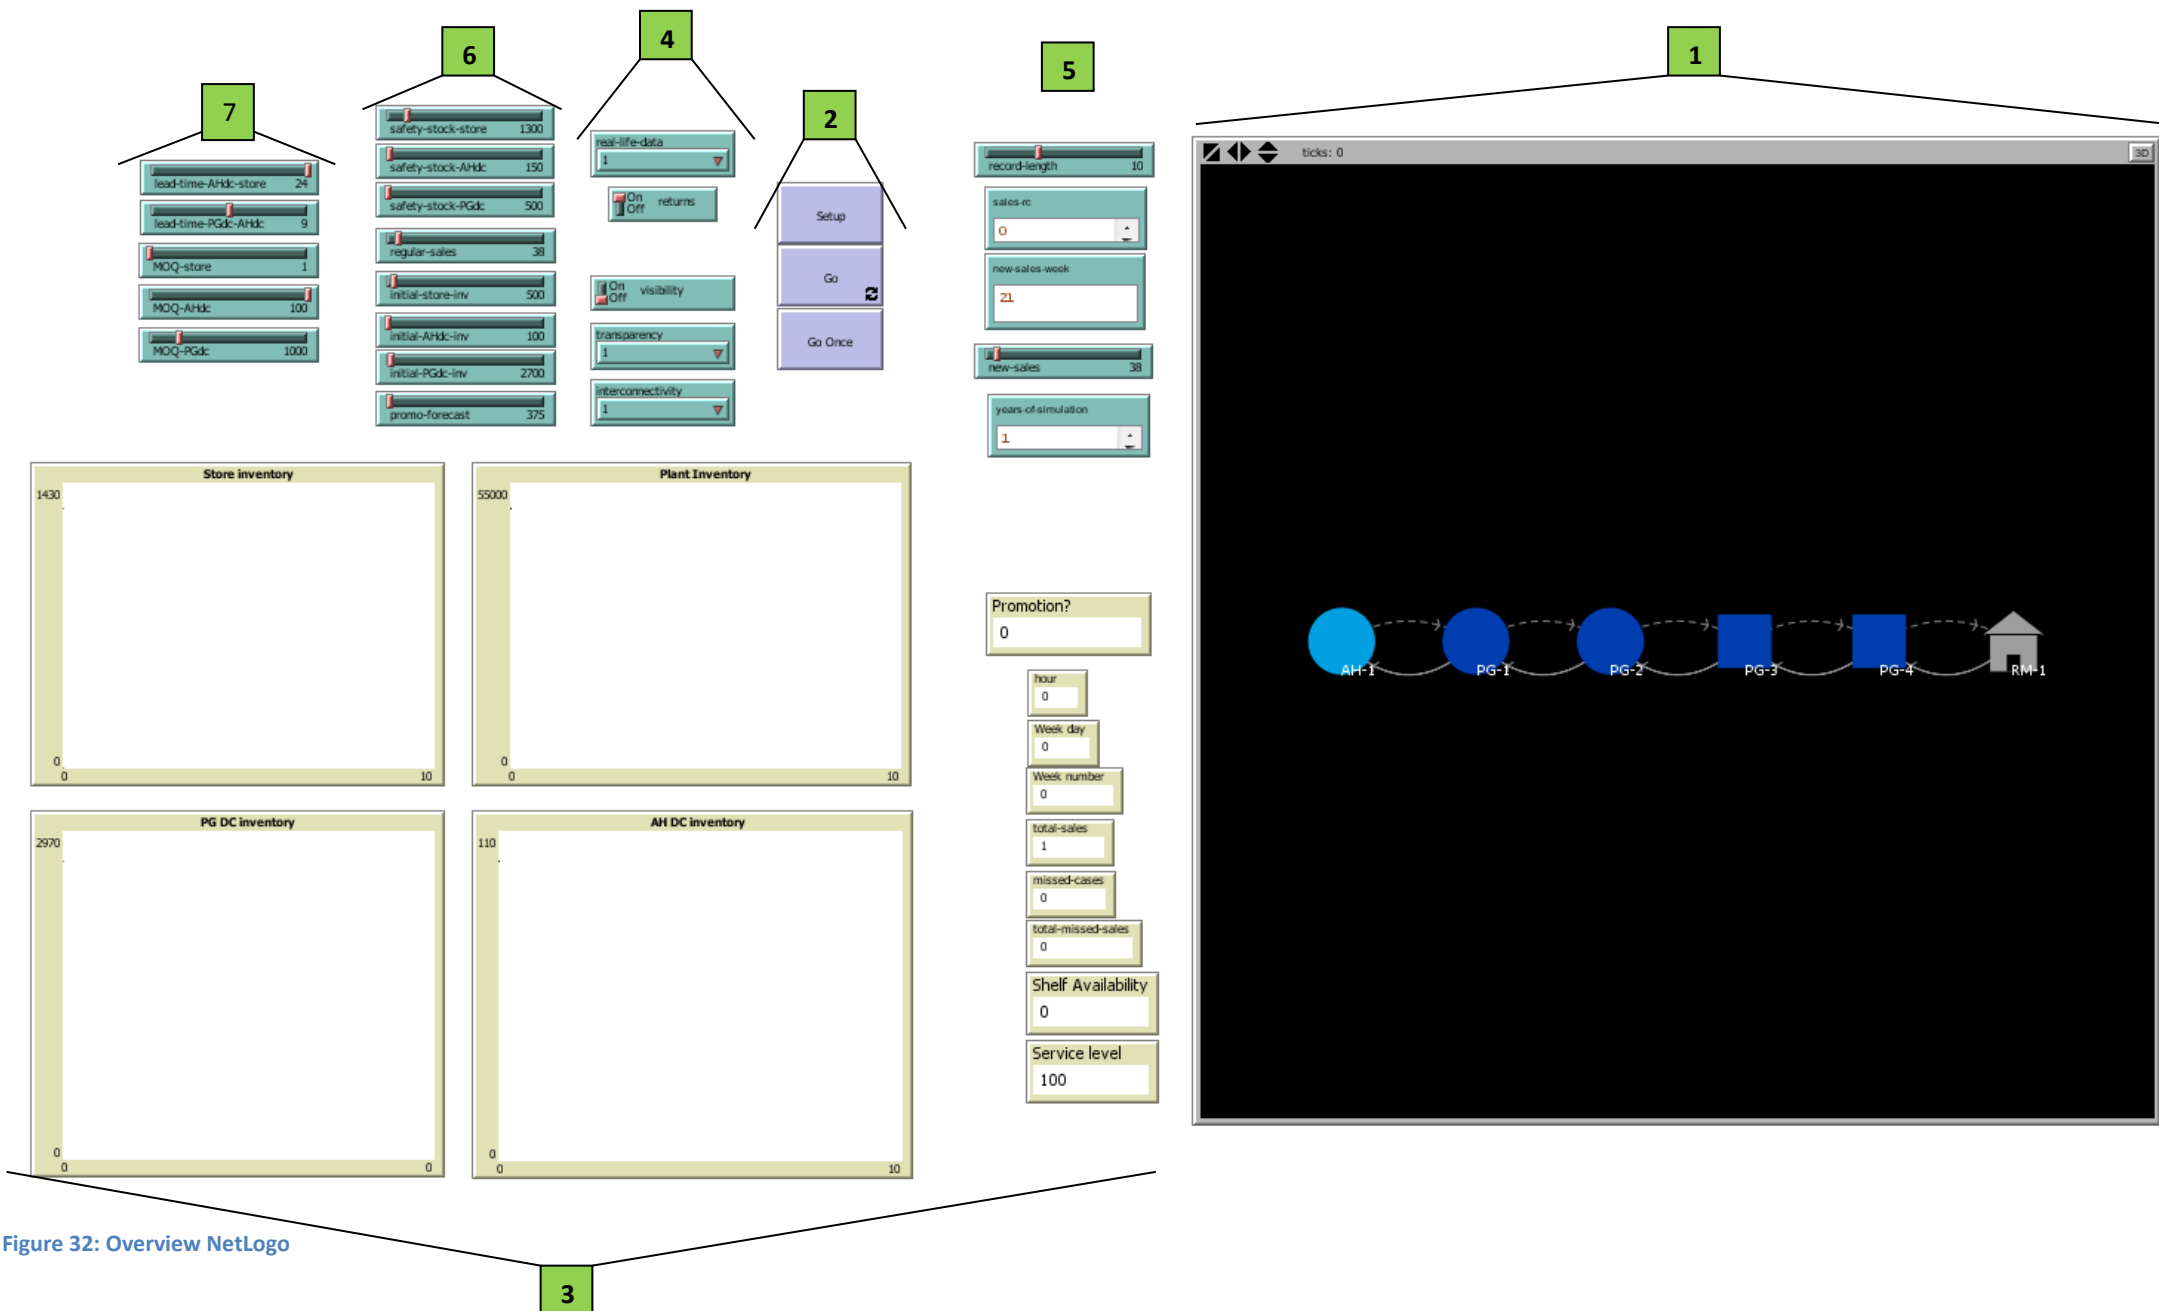 7
lead-time-AHdc-store 24
lead-time-PGdc-AHdc 9
MOQ-store 1
MOQ-AHdc 100
MOQ-PGdc 1000
6
safety-stock-store 1300
safety-stock-AHdc 150
safety-stock-PGdc 500
regular-sales 38
initial-store-inv 500
initial-AHdc-inv 100
initial-PGdc-inv 2700
promo-forecast 375
4
real-life-data
1
On
Off
returns
On
Off
visibility
transparency
1
interconnectivity
1
2
Setup
Go
Go Once
5
record-length 10
sales-rc
0
new-sales-week
21
new-sales 38
years-of-simulation
1
1
ticks: 0
3D
AH-1
PG-1
PG-2
PG-3
PG-4
RM-1
Store inventory
1430
0
0 10
Plant Inventory
55000
0
0 10
PG DC inventory
2970
0
0 0
AH DC inventory
110
0
0 10
Promotion?
0
hour
0
Week day
0
Week number
0
total-sales
1
missed-cases
0
total-missed-sales
0
Shelf Availability
0
Service level
100
Figure 32: Overview NetLogo
3